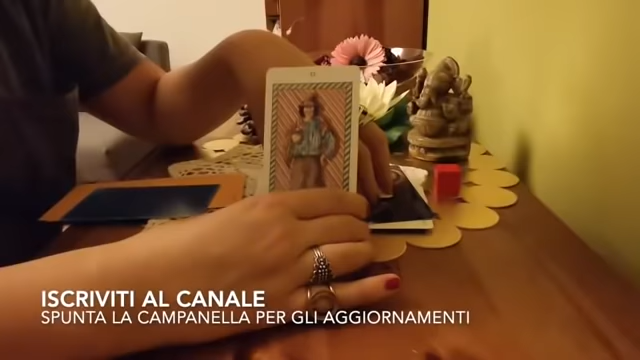 ISCRIVITI AL CANALE
SPUNTA LA CAMPANELLA PER GLI AGGIORNAMENTI